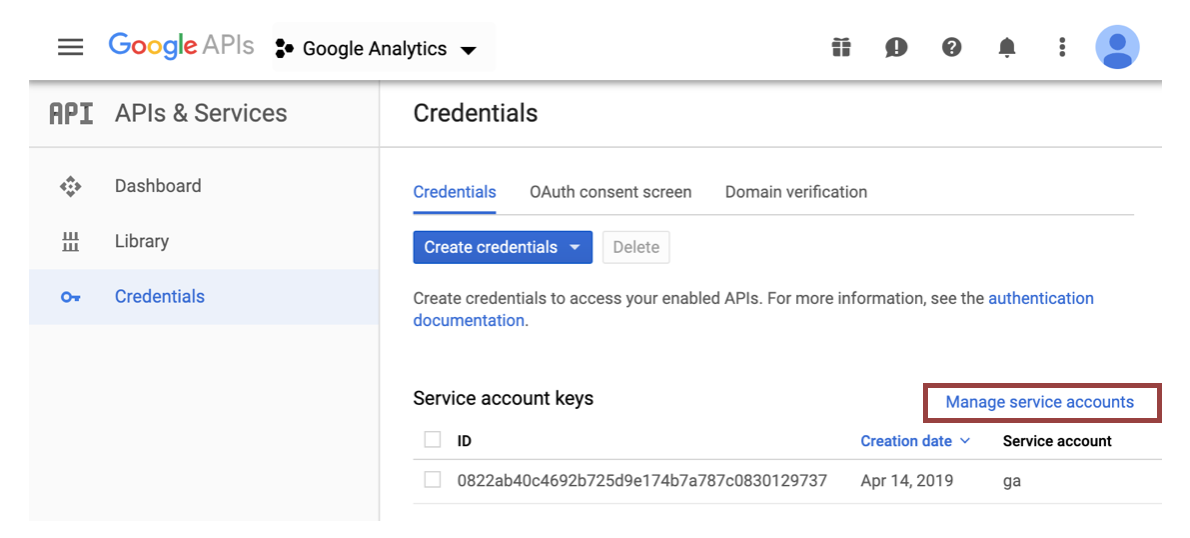 Google APIs Google Analytics
API APIs & Services
Credentials
Dashboard
Library
Credentials
Credentials OAuth consent screen Domain verification
Create credentials Delete
Create credentials to access your enabled APIs. For more information, see the authentication
documentation.
Service account keys
Manage service accounts
ID Creation date Service account
0822ab40c4692b725d9e174b7a787c0830129737 Apr 14, 2019 ga